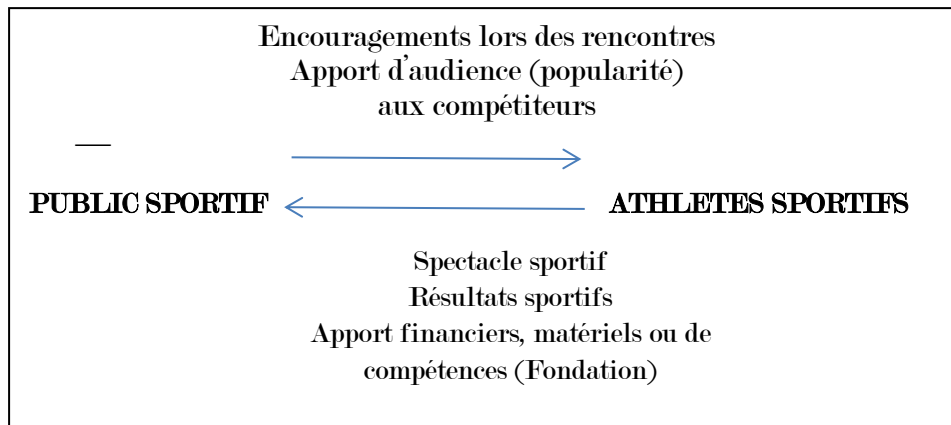 Encouragements lors des rencontres
Apport d'audience (popularité)
aux compétiteurs
PUBLIC SPORTIF
ATHLETES SPORTIFS
Spectacle sportif
Résultats sportifs
Apport financiers, matériels ou de
compétences (Fondation)